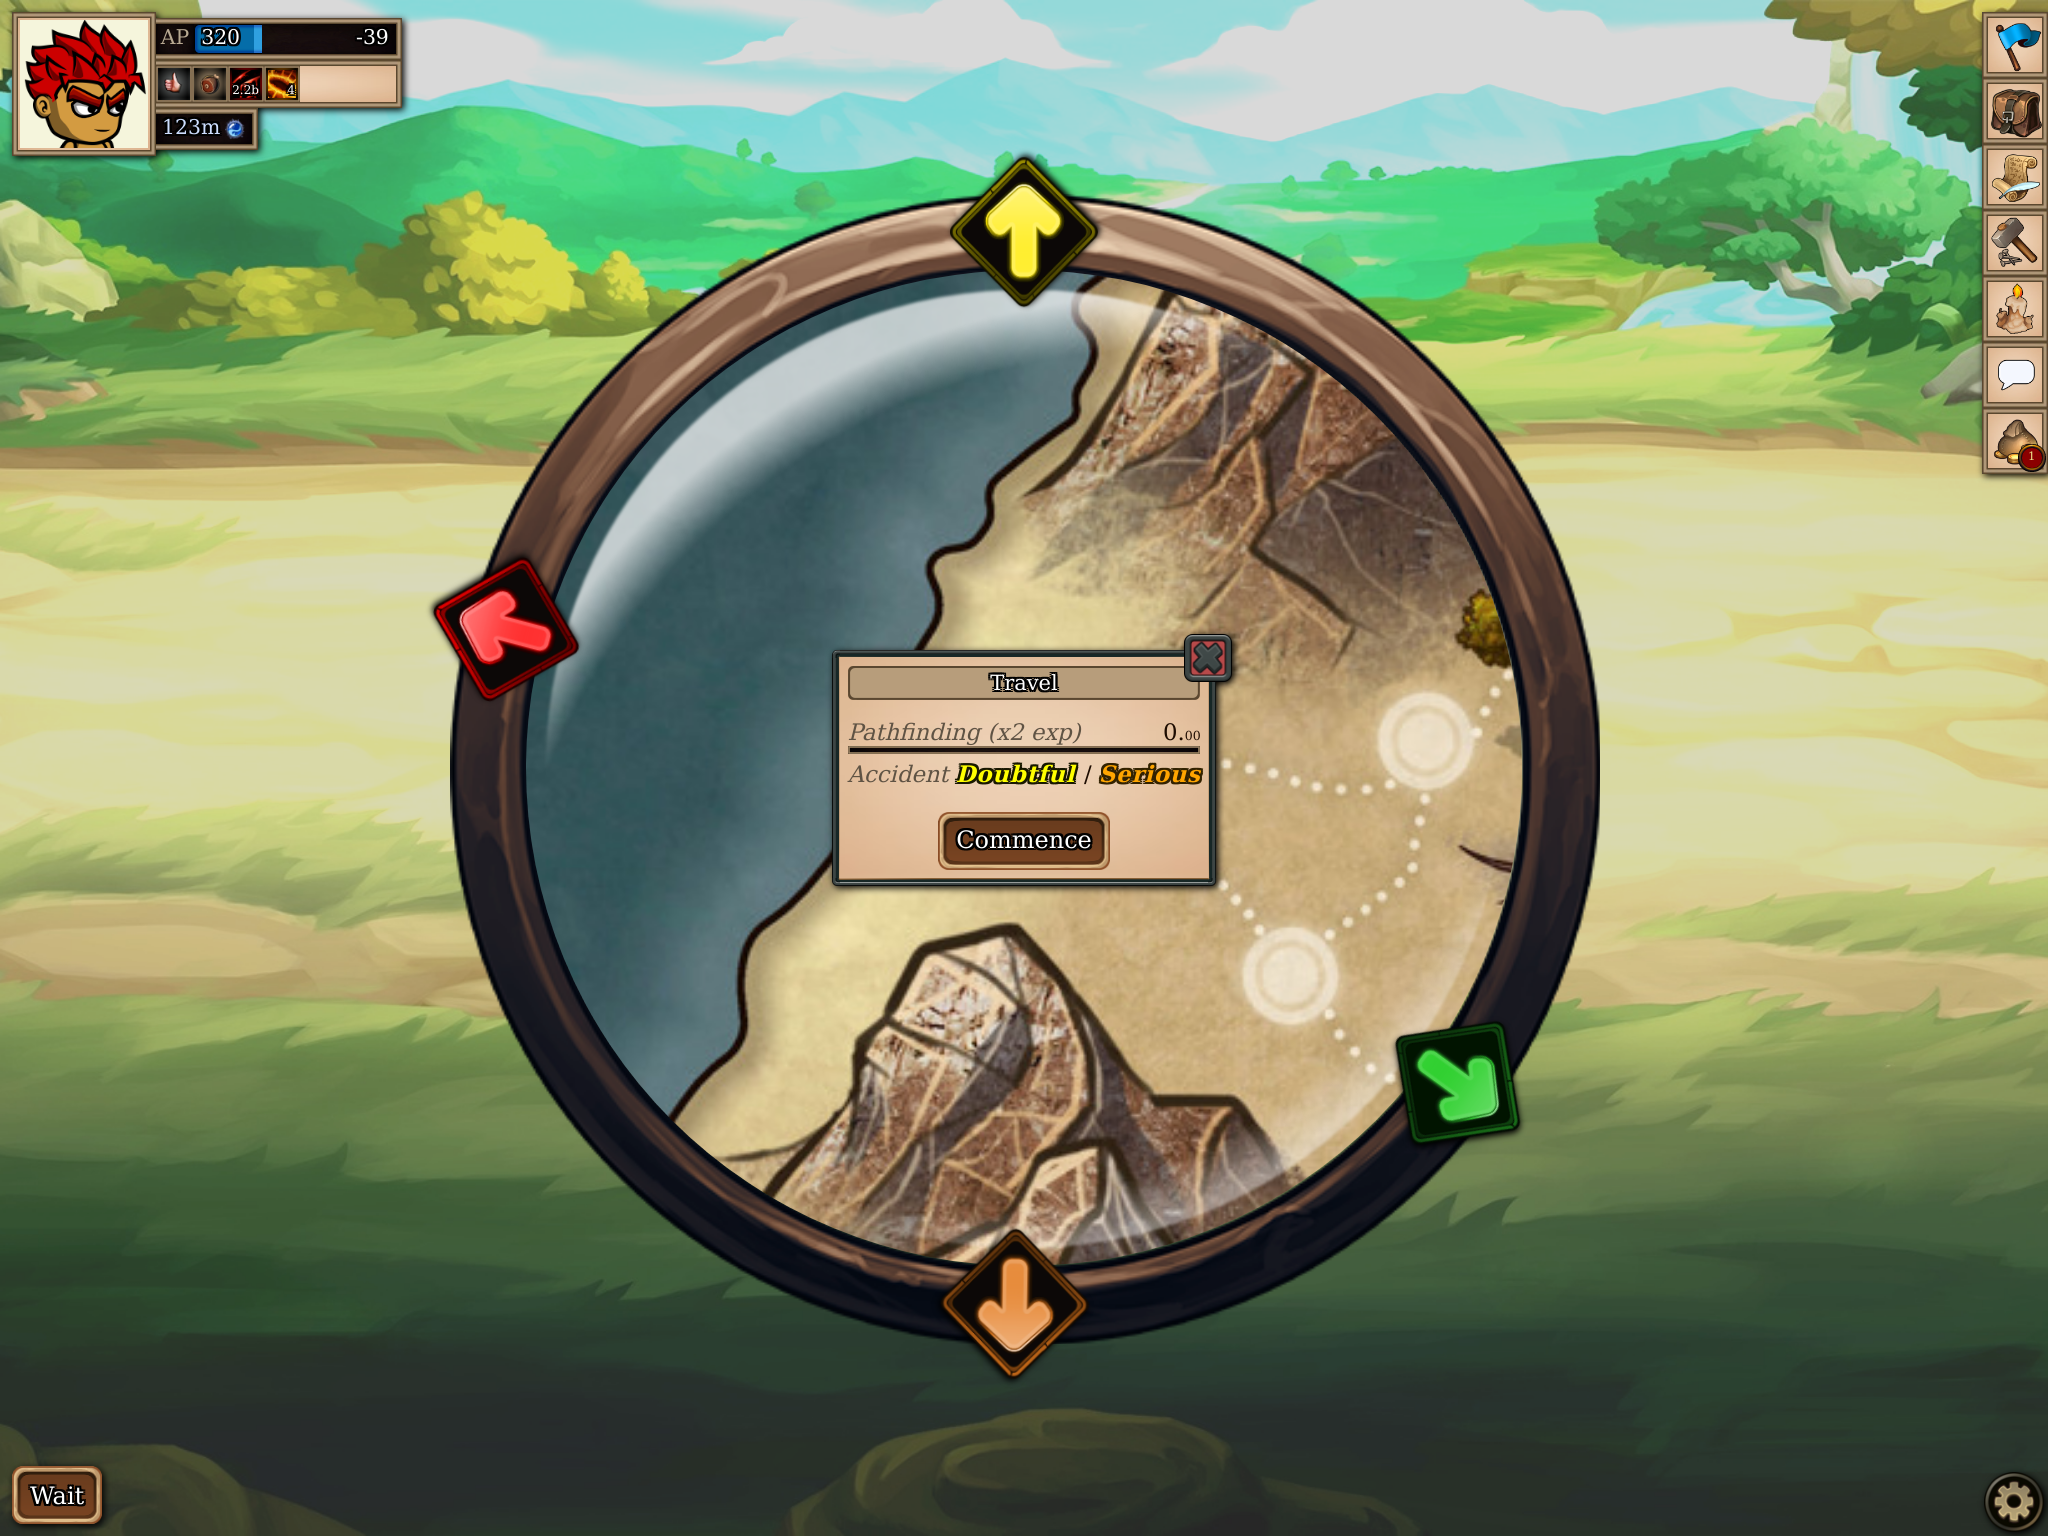 AP 320 -39
2.2b 4
123m
1
Travel
Pathfinding (x2 exp) 0.00
Accident Doubtful / Serious
Commence
Wait